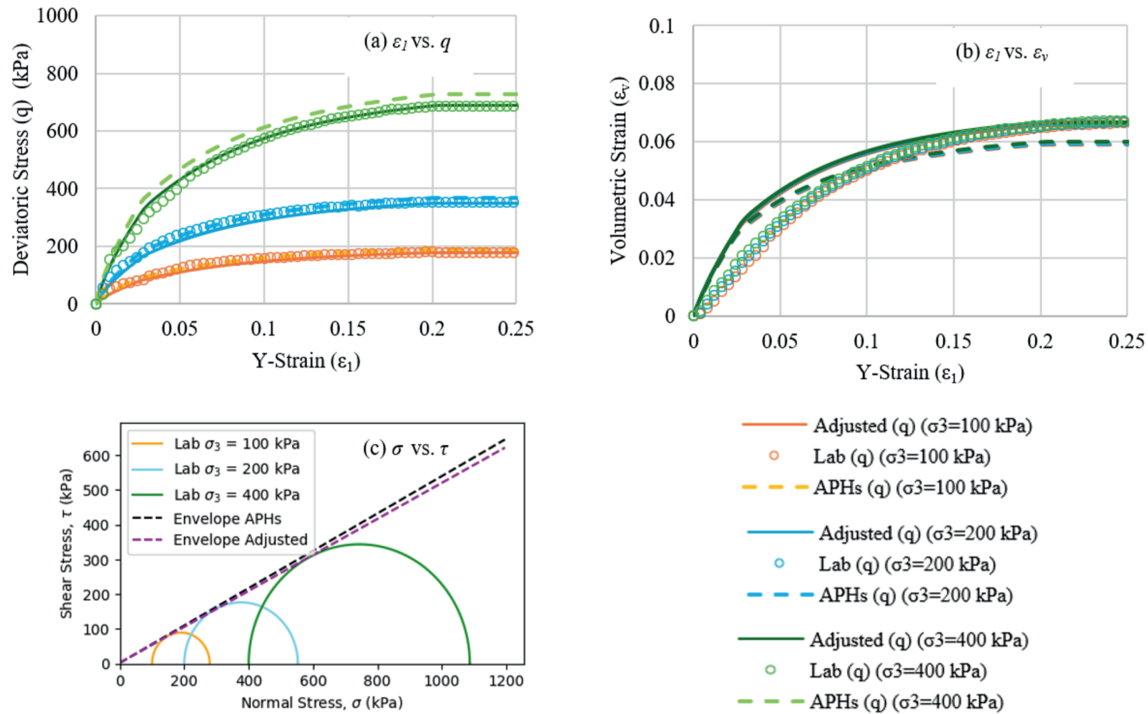 (a) ε1 vs. q
Deviatoric Stress (q) (kPa)
1000
800
600
400
200
0
0 0.05 0.1 0.15 0.2 0.25
Y-Strain (ε1)
(b) ε1 vs. εv
Volumetric Strain (εv)
0.1
0.08
0.06
0.04
0.02
0
0 0.05 0.1 0.15 0.2 0.25
Y-Strain (ε1)
Lab σ3 = 100 kPa
Lab σ3 = 200 kPa
Lab σ3 = 400 kPa
Envelope APHs
Envelope Adjusted
(c) σ vs. τ
Shear Stress, τ (kPa)
600
500
400
300
200
100
0
0 200 400 600 800 1000 1200
Normal Stress, σ (kPa)
Adjusted (q) (σ3=100 kPa)
Lab (q) (σ3=100 kPa)
APHs (q) (σ3=100 kPa)
Adjusted (q) (σ3=200 kPa)
Lab (q) (σ3=200 kPa)
APHs (q) (σ3=200 kPa)
Adjusted (q) (σ3=400 kPa)
Lab (q) (σ3=400 kPa)
APHs (q) (σ3=400 kPa)